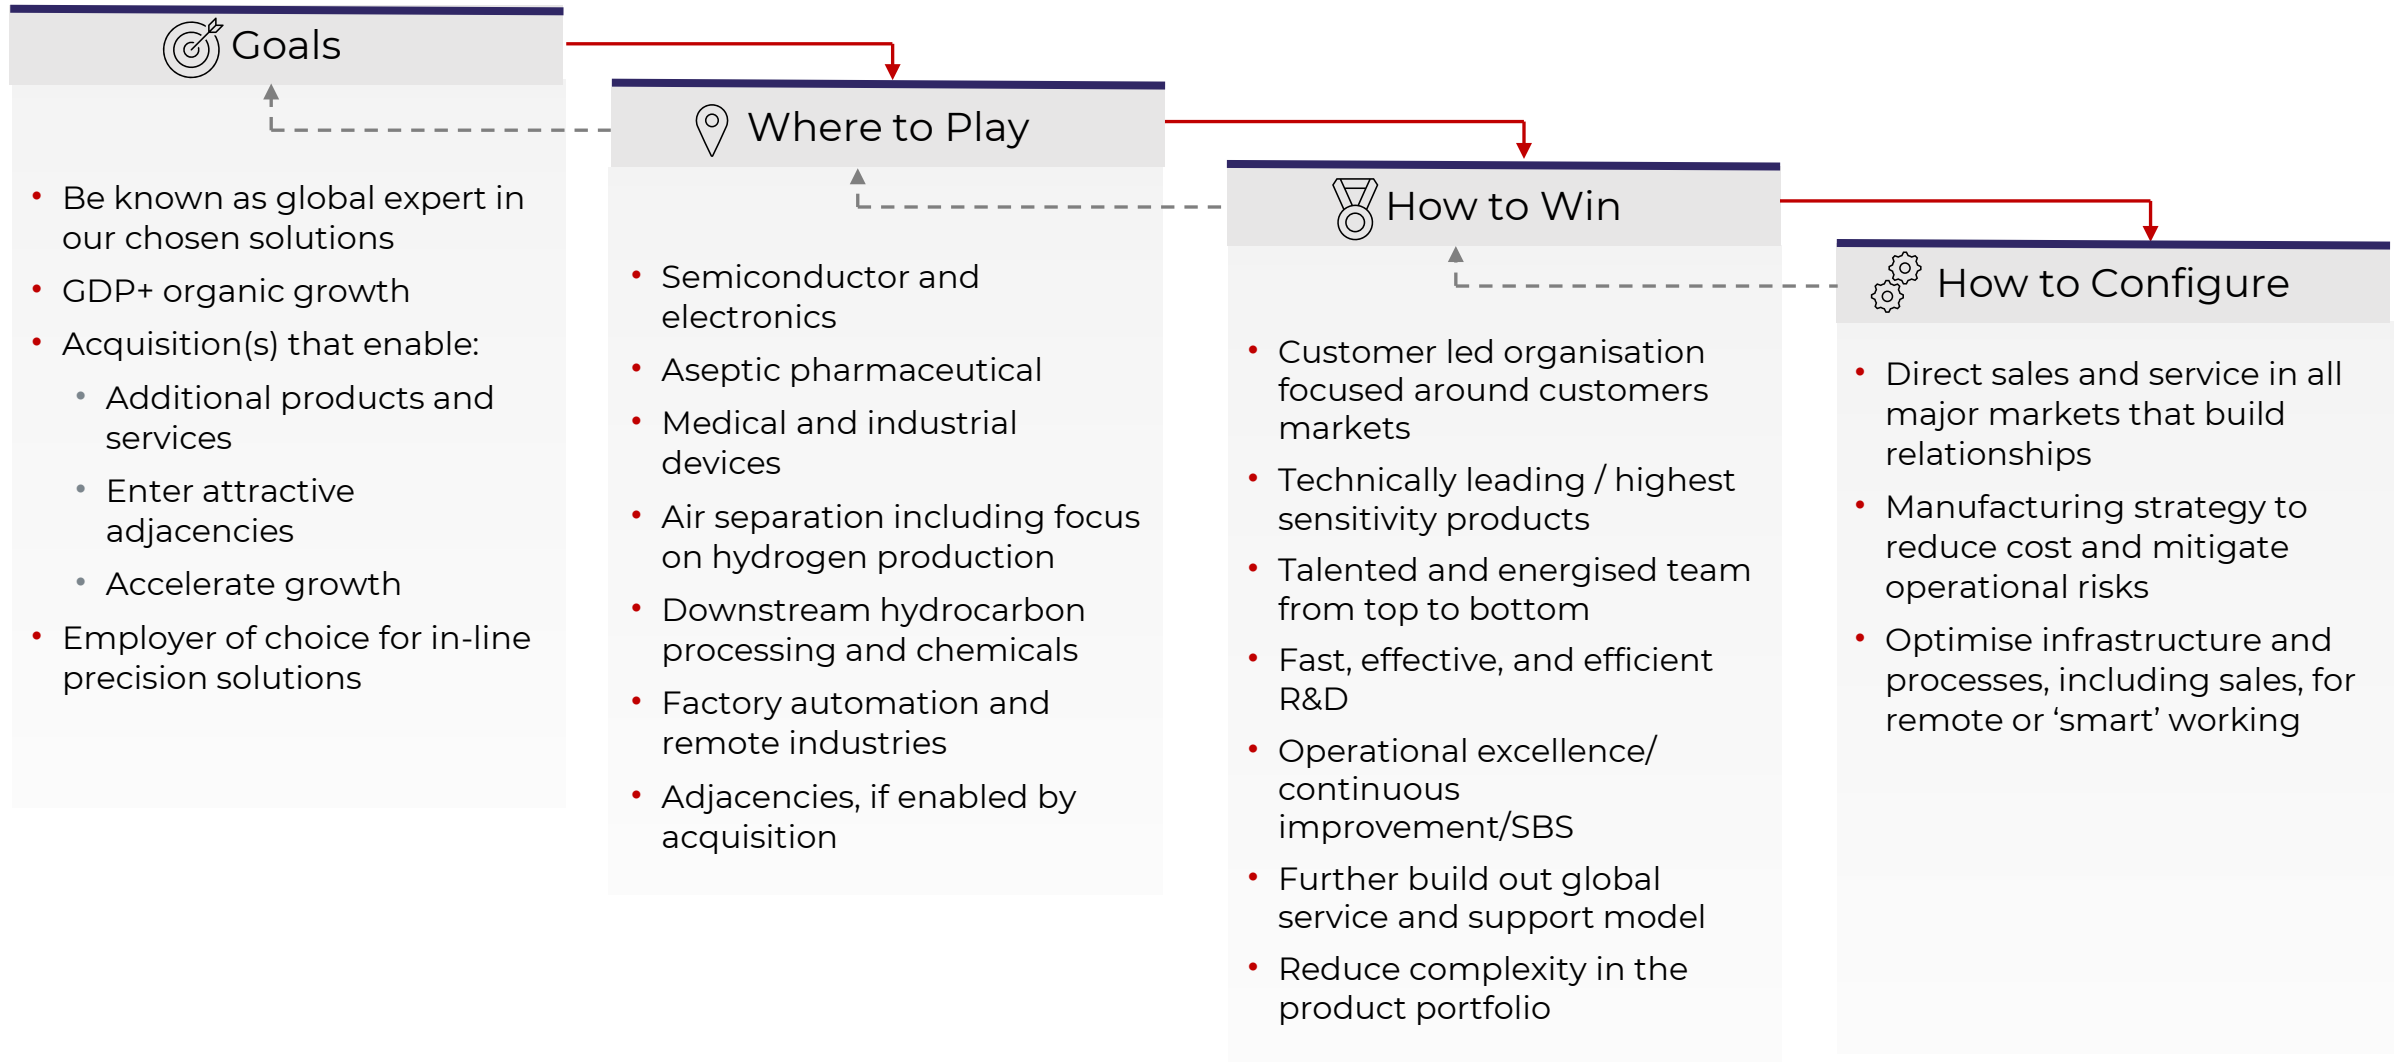 Goals
• Be known as global expert in
our chosen solutions
• GDP+ organic growth
• Acquisition(s) that enable:
• Additional products and
services
• Enter attractive
adjacencies
• Accelerate growth
• Employer of choice for in-line
precision solutions
Where to Play
• Semiconductor and
electronics
• Aseptic pharmaceutical
• Medical and industrial
devices
• Air separation including focus
on hydrogen production
• Downstream hydrocarbon
processing and chemicals
• Factory automation and
remote industries
• Adjacencies, if enabled by
acquisition
How to Win
• Customer led organisation
focused around customers
markets
• Technically leading / highest
sensitivity products
• Talented and energised team
from top to bottom
• Fast, effective, and efficient
R&D
• Operational excellence/
continuous
improvement/SBS
• Further build out global
service and support model
• Reduce complexity in the
product portfolio
How to Configure
• Direct sales and service in all
major markets that build
relationships
• Manufacturing strategy to
reduce cost and mitigate
operational risks
• Optimise infrastructure and
processes, including sales, for
remote or ‘smart’ working